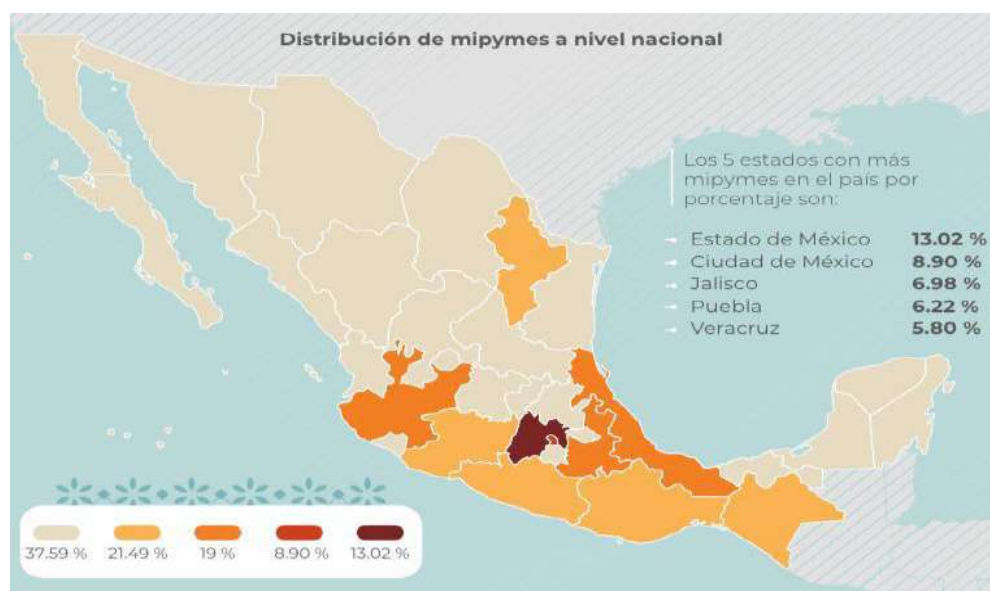 Distribución de mipymes a nivel nacional
Los 5 estados con más
mipymes en el país por
porcentaje son:
Estado de México 13.02 %
Ciudad de México 8.90 %
Jalisco 6.98 %
Puebla 6.22 %
Veracruz 5.80 %
37.59 % 21.49 % 19 % 8.90 % 13.02 %